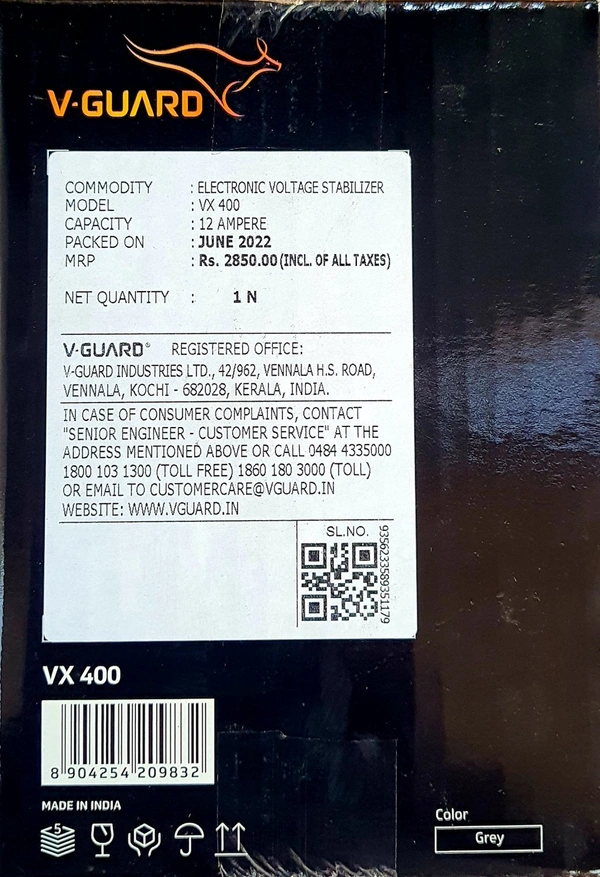 V-GUARD
COMMODITY : ELECTRONIC VOLTAGE STABILIZER
MODEL : VX 400
CAPACITY : 12 AMPERE
PACKED ON : JUNE 2022
MRP : Rs. 2850.00 (INCL. OF ALL TAXES)
NET QUANTITY : 1 N
V-GUARD® REGISTERED OFFICE:
V-GUARD INDUSTRIES LTD., 42/962, VENNALA H.S. ROAD,
VENNALA, KOCHI - 682028, KERALA, INDIA.
IN CASE OF CONSUMER COMPLAINTS, CONTACT
"SENIOR ENGINEER - CUSTOMER SERVICE" AT THE
ADDRESS MENTIONED ABOVE OR CALL 0484 4335000
1800 103 1300 (TOLL FREE) 1860 180 3000 (TOLL)
OR EMAIL TO CUSTOMERCARE@VGUARD.IN
WEBSITE: WWW.VGUARD.IN
SL.NO.
9356233589351179
VX 400
8 904254 209832
MADE IN INDIA
5
Color
Grey